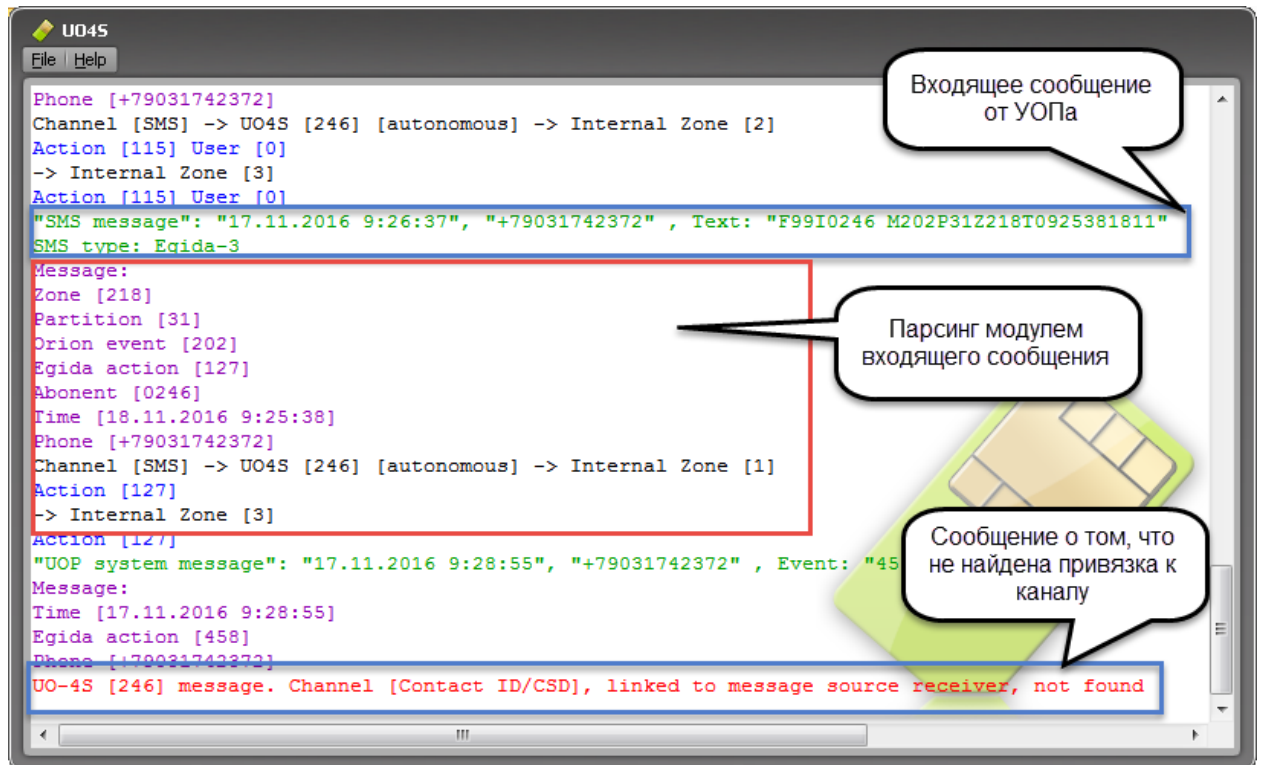 UO4S
File Help
Phone [+79031742372]
Channel [SMS] -> UO4S [246] [autonomous] -> Internal Zone [2]
Action [115] User [0]
-> Internal Zone [3]
Action [115] User [0]
"SMS message": "17.11.2016 9:26:37", "+79031742372" , Text: "F99I0246 M202P31Z218T0925381811"
SMS type: Egida-3
Message:
Zone [218]
Partition [31]
Orion event [202]
Egida action [127]
Abonent [0246]
Time [18.11.2016 9:25:38]
Phone [+79031742372]
Channel [SMS] -> UO4S [246] [autonomous] -> Internal Zone [1]
Action [127]
-> Internal Zone [3]
Action [127]
"UOP system message": "17.11.2016 9:28:55", "+79031742372" , Event: "45
Message:
Time [17.11.2016 9:28:55]
Egida action [458]
Phone [+79031742372]
UO-4S [246] message. Channel [Contact ID/CSD], linked to message source receiver, not found
Входящее сообщение
от УОПа
Парсинг модулем
входящего сообщения
Сообщение о том, что
не найдена привязка к
каналу